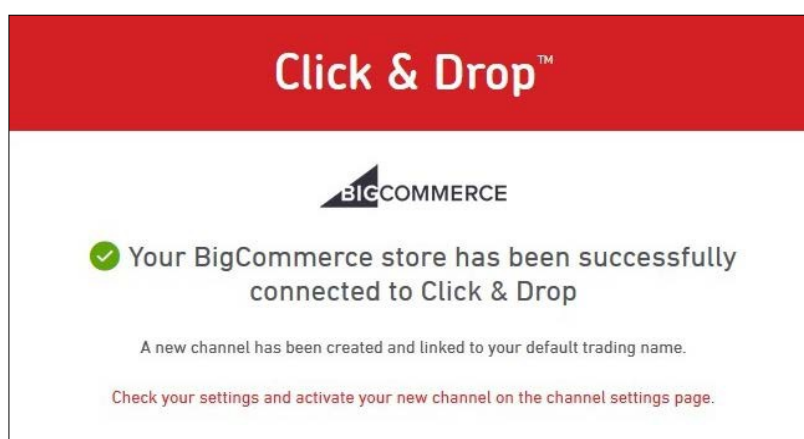 Click & Drop™
BIGCOMMERCE
Your BigCommerce store has been successfully
connected to Click & Drop
A new channel has been created and linked to your default trading name.
Check your settings and activate your new channel on the channel settings page.